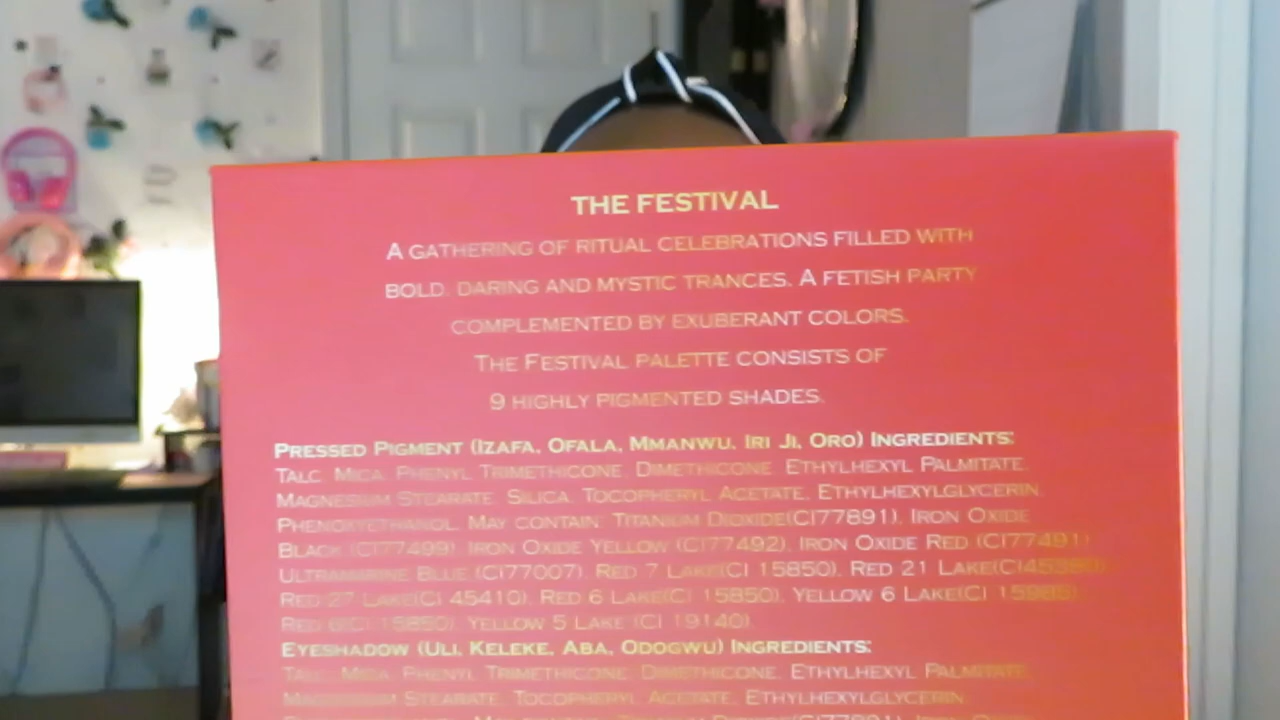 THE FESTIVAL
A GATHERING OF RITUAL CELEBRATIONS FILLED WITH
BOLD, DARING AND MYSTIC TRANCES. A FETISH PARTY
COMPLEMENTED BY EXUBERANT COLORS.
THE FESTIVAL PALETTE CONSISTS OF
9 HIGHLY PIGMENTED SHADES.
PRESSED PIGMENT (IZAFA, OFALA, MMANWU, IRI JI, ORO) INGREDIENTS:
TALC, MICA, PHENYL TRIMETHICONE, DIMETHICONE, ETHYLHEXYL PALMITATE,
MAGNESIUM STEARATE, SILICA, TOCOPHERYL ACETATE, ETHYLHEXYLGLYCERIN,
PHENOXYETHANOL. MAY CONTAIN: TITANIUM DIOXIDE(CI77891), IRON OXIDE
BLACK (CI77499), IRON OXIDE YELLOW (CI77492), IRON OXIDE RED (CI77491)
ULTRAMARINE BLUE (CI77007), RED 7 LAKE(CI 15850), RED 21 LAKE(CI45380)
RED 27 LAKE(CI 45410), RED 6 LAKE(CI 15850), YELLOW 6 LAKE(CI 15985),
RED 6(CI 15850), YELLOW 5 LAKE (CI 19140).
EYESHADOW (ULI, KELEKE, ABA, ODOGWU) INGREDIENTS:
TALC, MICA, PHENYL TRIMETHICONE, DIMETHICONE, ETHYLHEXYL PALMITATE,
MAGNESIUM STEARATE, TOCOPHERYL ACETATE, ETHYLHEXYLGLYCERIN,